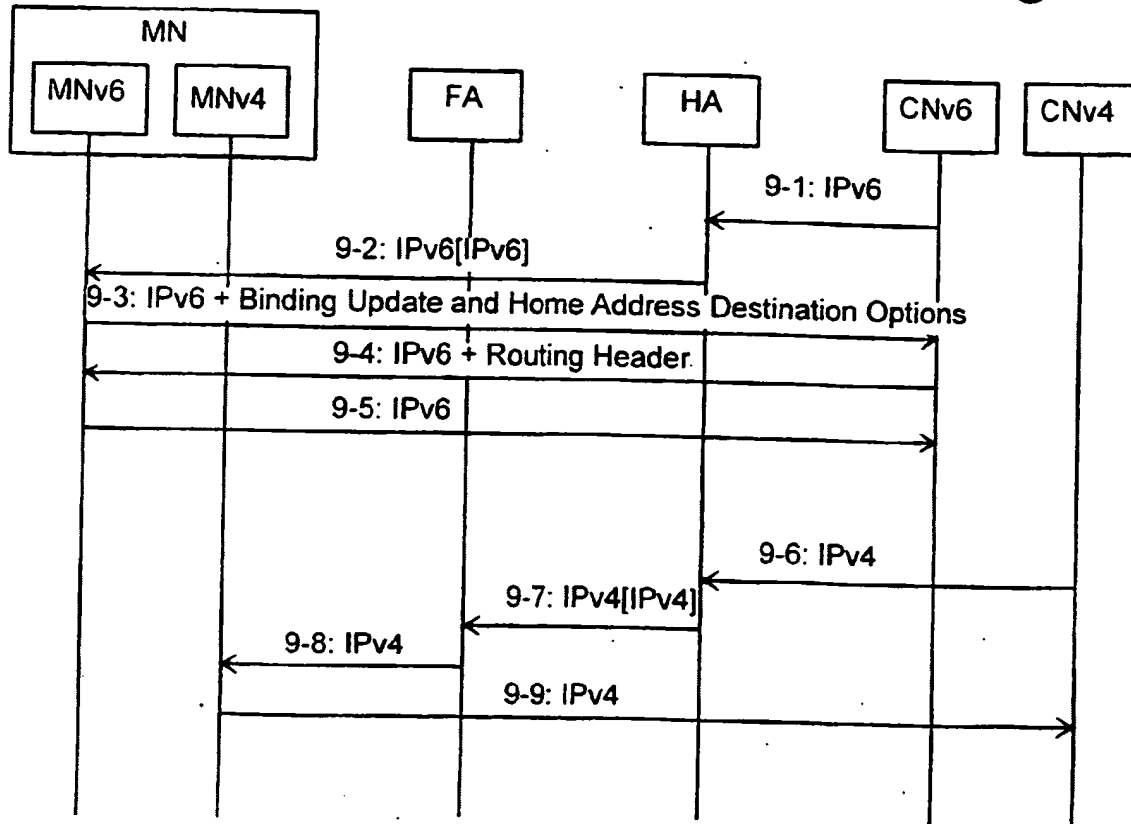 MN
MNv6
MNv4
FA
HA
CNv6
CNv4
9-1: IPv6
9-2: IPv6[IPv6]
9-3: IPv6 + Binding Update and Home Address Destination Options
9-4: IPv6 + Routing Header
9-5: IPv6
9-6: IPv4
9-7: IPv4[IPv4]
9-8: IPv4
9-9: IPv4